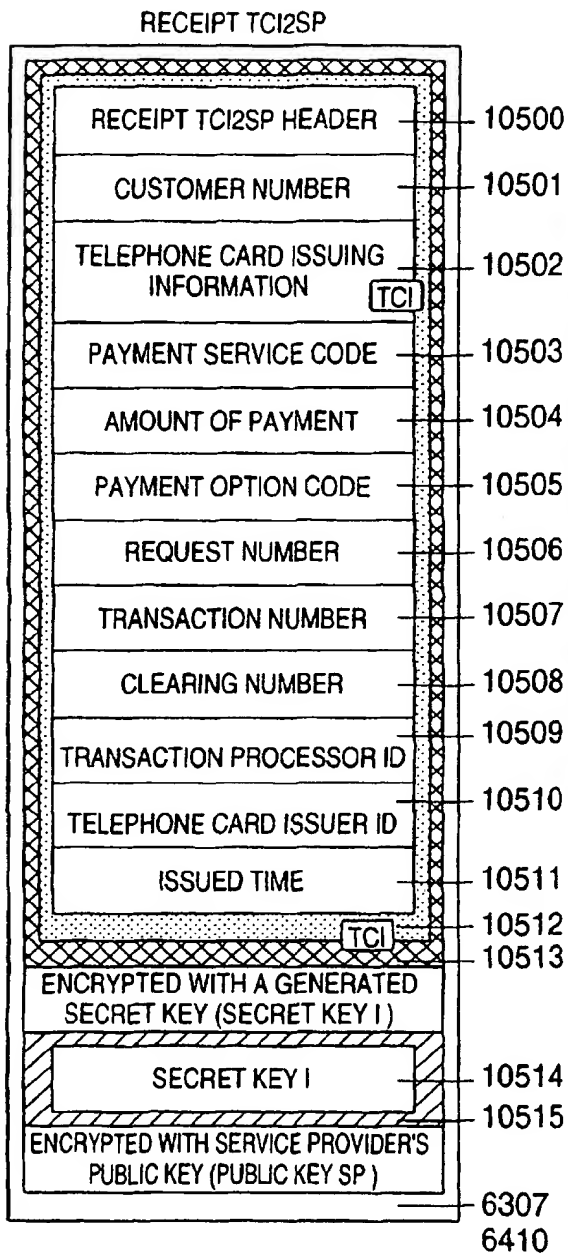 RECEIPT TCI2SP
RECEIPT TCI2SP HEADER 10500
CUSTOMER NUMBER 10501
TELEPHONE CARD ISSUING 10502
INFORMATION
TCI
PAYMENT SERVICE CODE 10503
AMOUNT OF PAYMENT 10504
PAYMENT OPTION CODE 10505
REQUEST NUMBER 10506
TRANSACTION NUMBER 10507
CLEARING NUMBER 10508
TRANSACTION PROCESSOR ID 10509
TELEPHONE CARD ISSUER ID 10510
ISSUED TIME 10511
10512
TCI
10513
ENCRYPTED WITH A GENERATED
SECRET KEY (SECRET KEY I )
SECRET KEY I 10514
10515
ENCRYPTED WITH SERVICE PROVIDER'S
PUBLIC KEY (PUBLIC KEY SP )
6307
6410